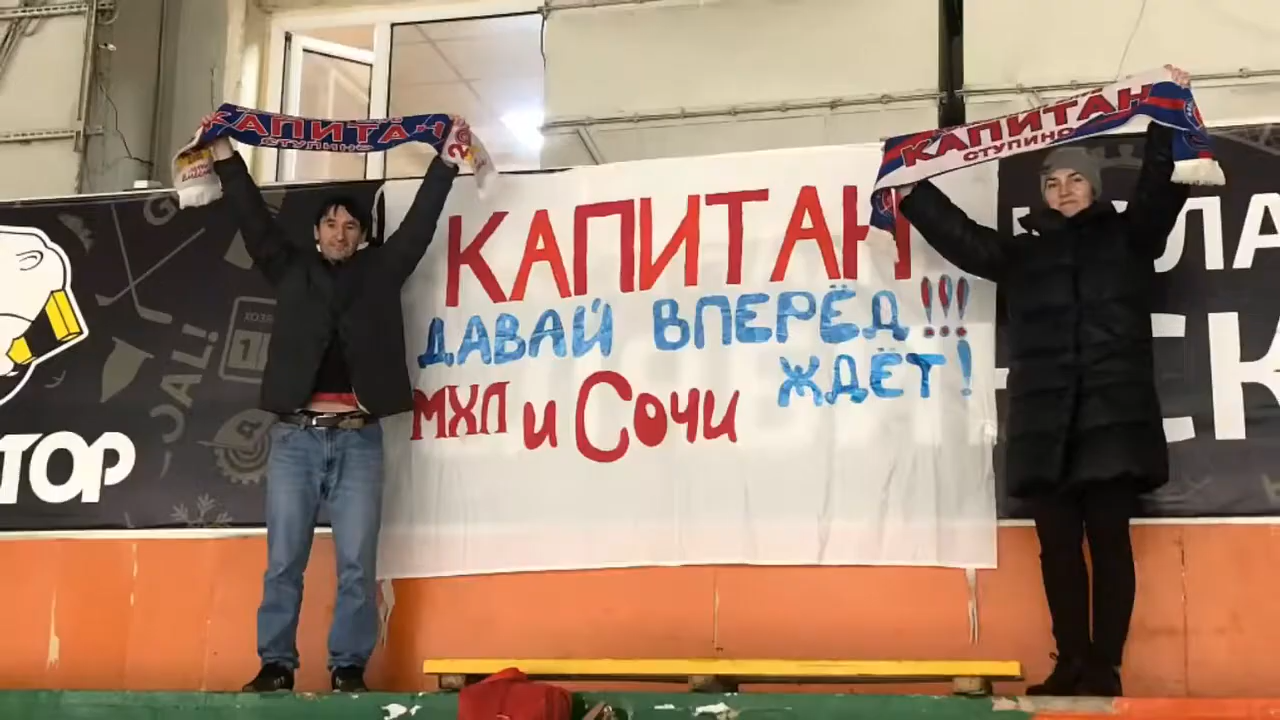 КАПИТАН
СТУПИНО
КАПИТАН
СТУПИНО
КАПИТАН
ДАВАЙ ВПЕРЁД!!!
ЖДЁТ!
МХЛ и Сочи
ТОР